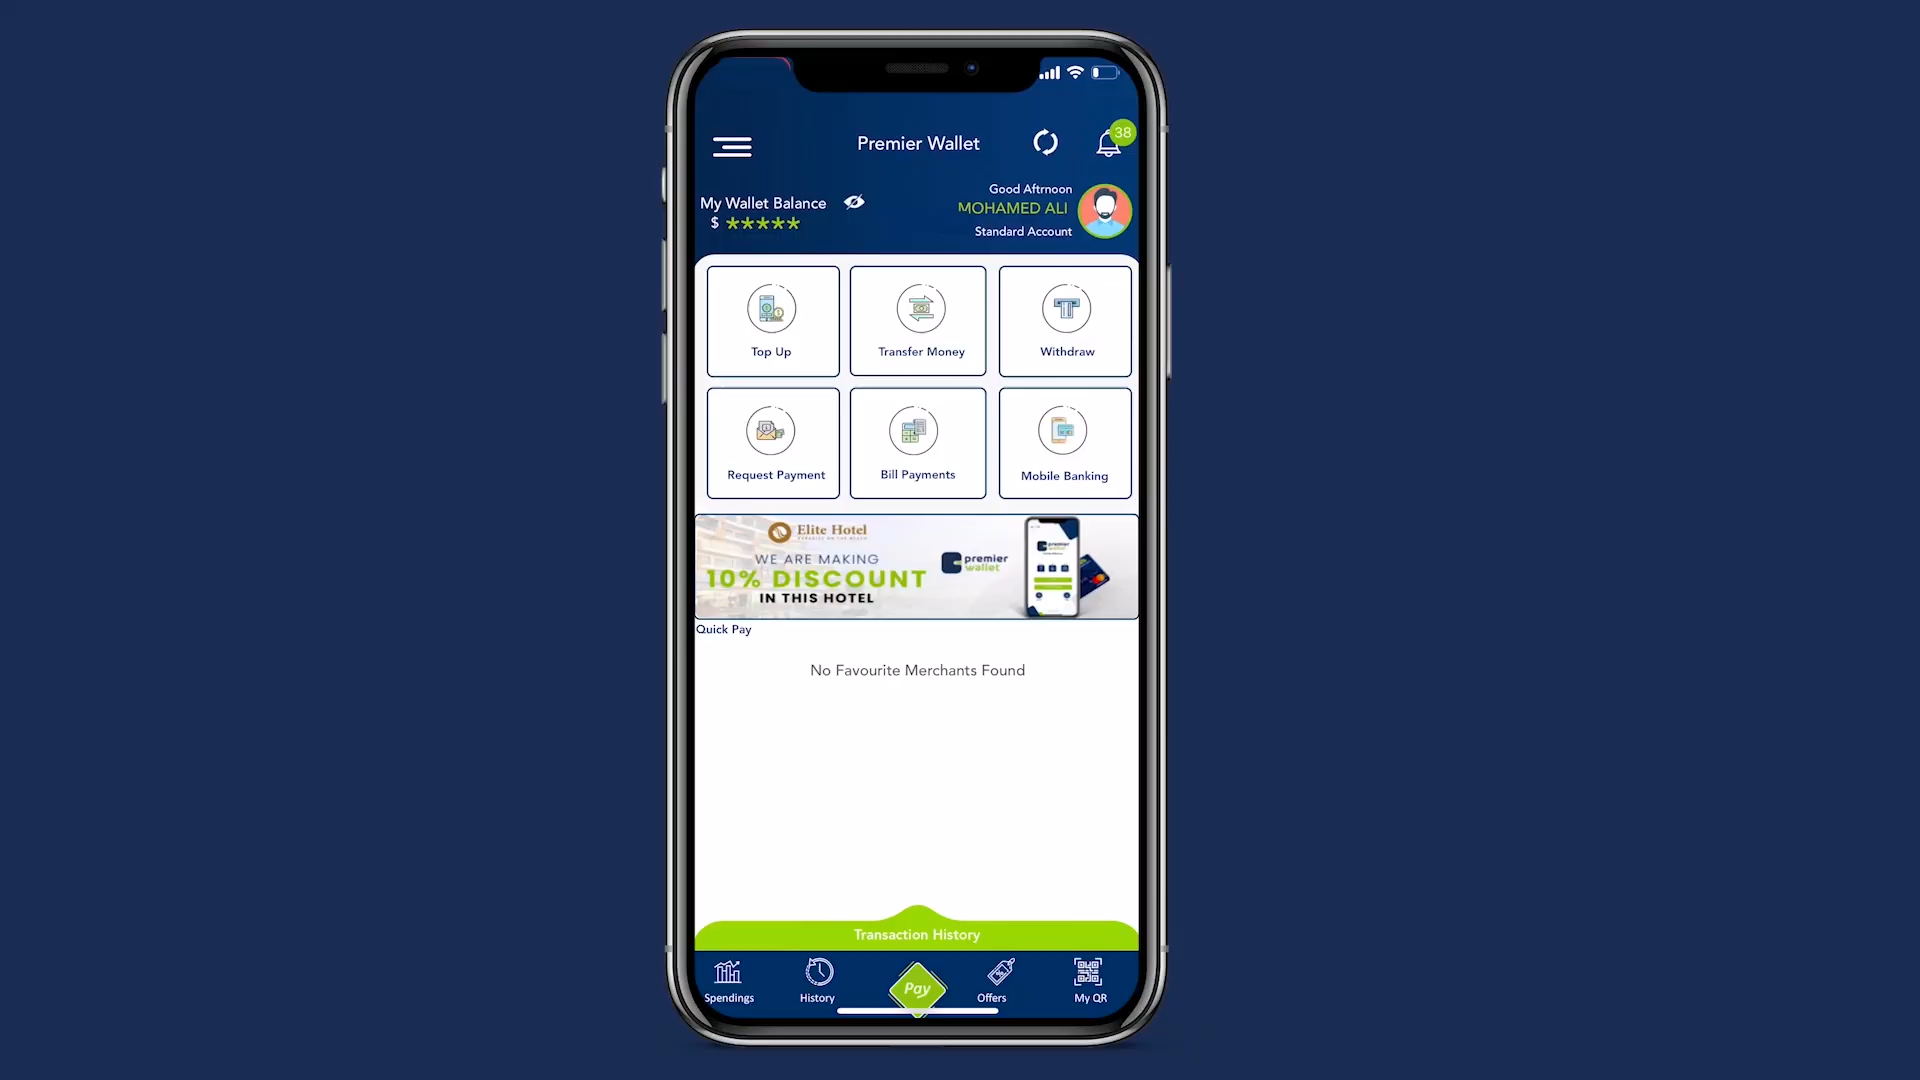 Premier Wallet
38
My Wallet Balance
$ *****
Good Aftrnoon
MOHAMED ALI
Standard Account
Top Up
Transfer Money
Withdraw
Request Payment
Bill Payments
Mobile Banking
Elite Hotel
WE ARE MAKING
10% DISCOUNT
IN THIS HOTEL
premier
wallet
Quick Pay
No Favourite Merchants Found
Transaction History
Spendings
History
Pay
Offers
My QR